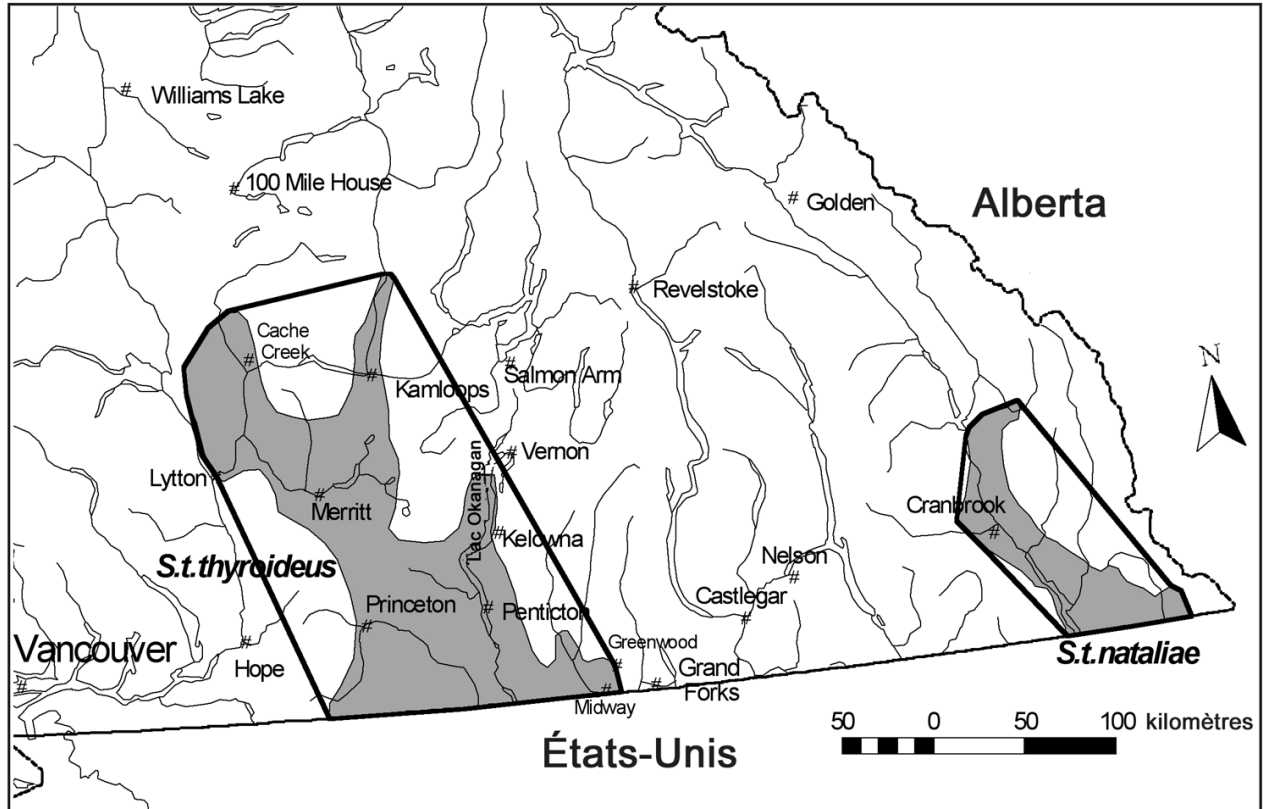 Williams Lake
100 Mile House
Golden
Alberta
Revelstoke
Cache
Creek
N
Kamloops
Salmon Arm
Lac Okanagan
Vernon
Lytton
Merritt
Cranbrook
Kelowna
S.t.thyroideus
Nelson
Princeton
Penticton
Castlegar
Vancouver
Hope
Greenwood
Grand
Forks
S.t.nataliae
Midway
50 0 50 100 kilomètres
États-Unis